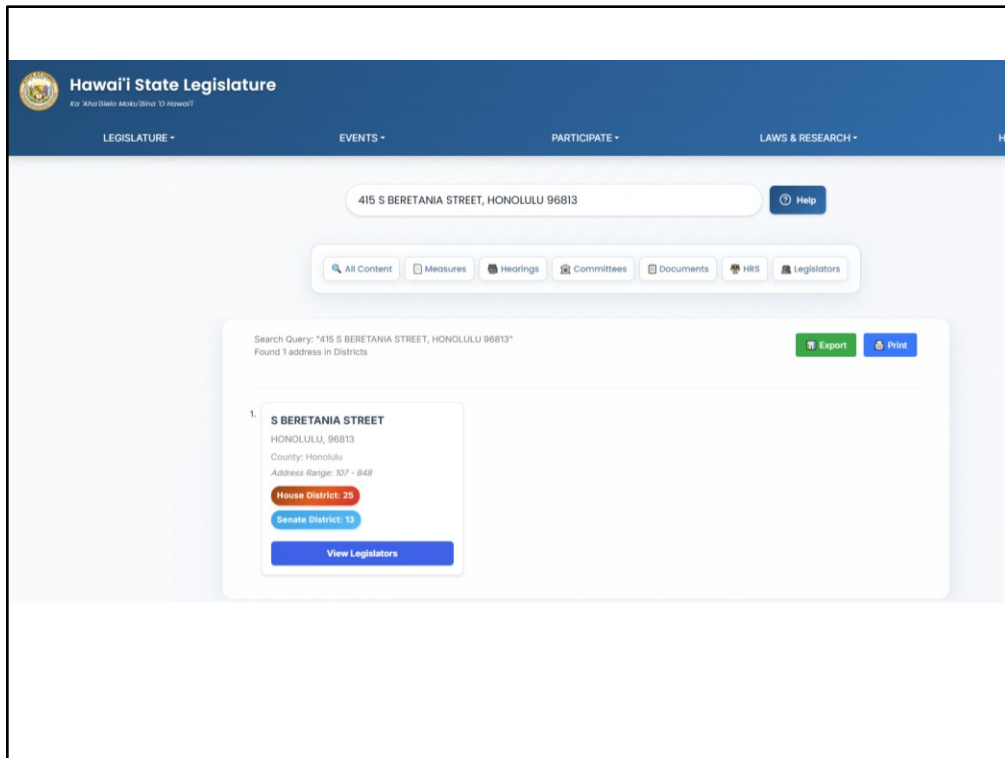 Hawai'i State Legislature
LEGISLATURE
EVENTS
PARTICIPATE
LAWS & RESEARCH
H
415 S BERETANIA STREET, HONOLULU 96813
Help
All Content
Measures
Hearings
Committees
Documents
HRS
Legislators
Search Query: "415 S BERETANIA STREET, HONOLULU 96813"
Found 1 address in Districts
Export
Print
1.
S BERETANIA STREET
HONOLULU, 96813
County: Honolulu
Address Range: 107 - 848
House District: 25
Senate District: 13
View Legislators